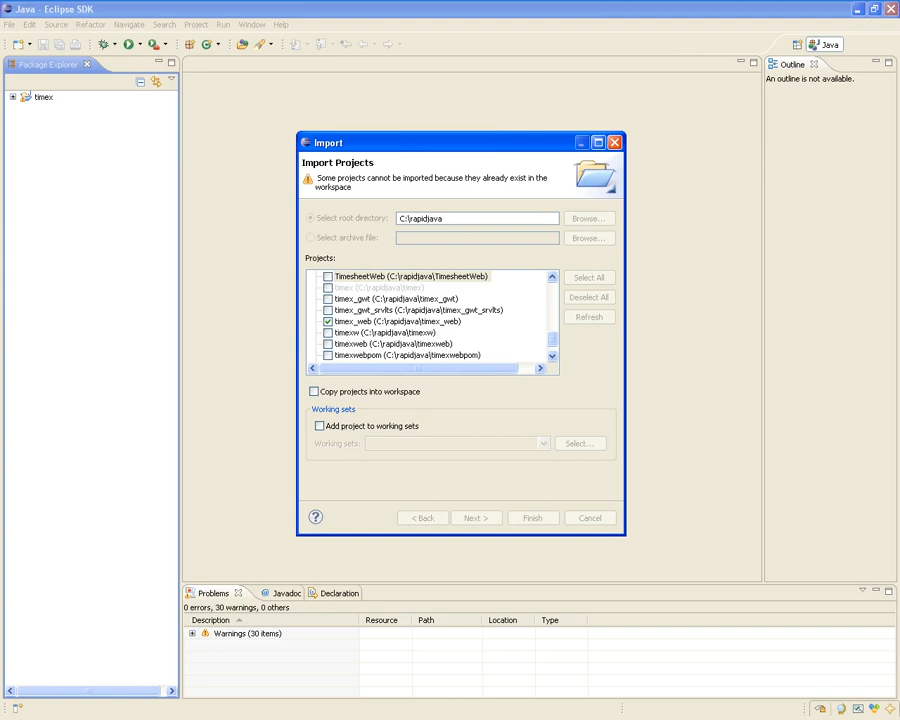 Java - Eclipse SDK
File Edit Source Refactor Navigate Search Project Run Window Help
Java
Package Explorer
Outline
An outline is not available.
timex
Import
Import Projects
Some projects cannot be imported because they already exist in the
workspace
Select root directory: C:\rapidjava Browse...
Select archive file: Browse...
Projects:
TimesheetWeb (C:\rapidjava\TimesheetWeb) Select All
timex (C:\rapidjava\timex)
timex_gwt (C:\rapidjava\timex_gwt) Deselect All
timex_gwt_srvlts (C:\rapidjava\timex_gwt_srvlts)
timex_web (C:\rapidjava\timex_web) Refresh
timexw (C:\rapidjava\timexw)
timexweb (C:\rapidjava\timexweb)
timexwebpom (C:\rapidjava\timexwebpom)
Copy projects into workspace
Working sets
Add project to working sets
Working sets: Select...
? < Back Next > Finish Cancel
Problems Javadoc Declaration
0 errors, 30 warnings, 0 others
Description Resource Path Location Type
Warnings (30 items)